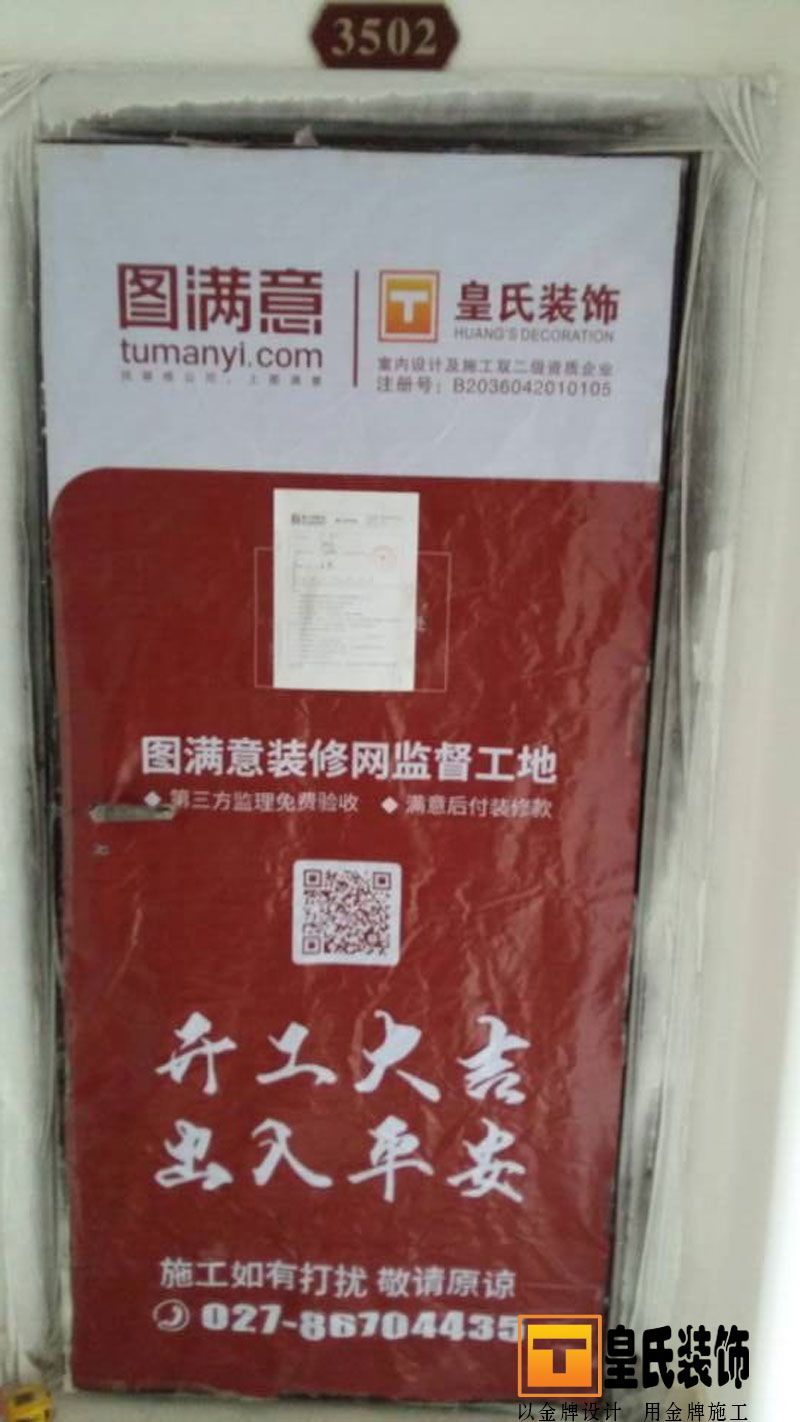 3502
图满意
tumanyi.com
皇氏装饰
HUANG'S DECORATION
室内设计及施工双二级资质企业
注册号：B2036042010105
图满意装修网监督工地
◆ 第三方监理免费验收 ◆ 满意后付装修款
开工大吉
出入平安
施工如有打扰 敬请原谅
027-86704435
皇氏装饰
以金牌设计 用金牌施工